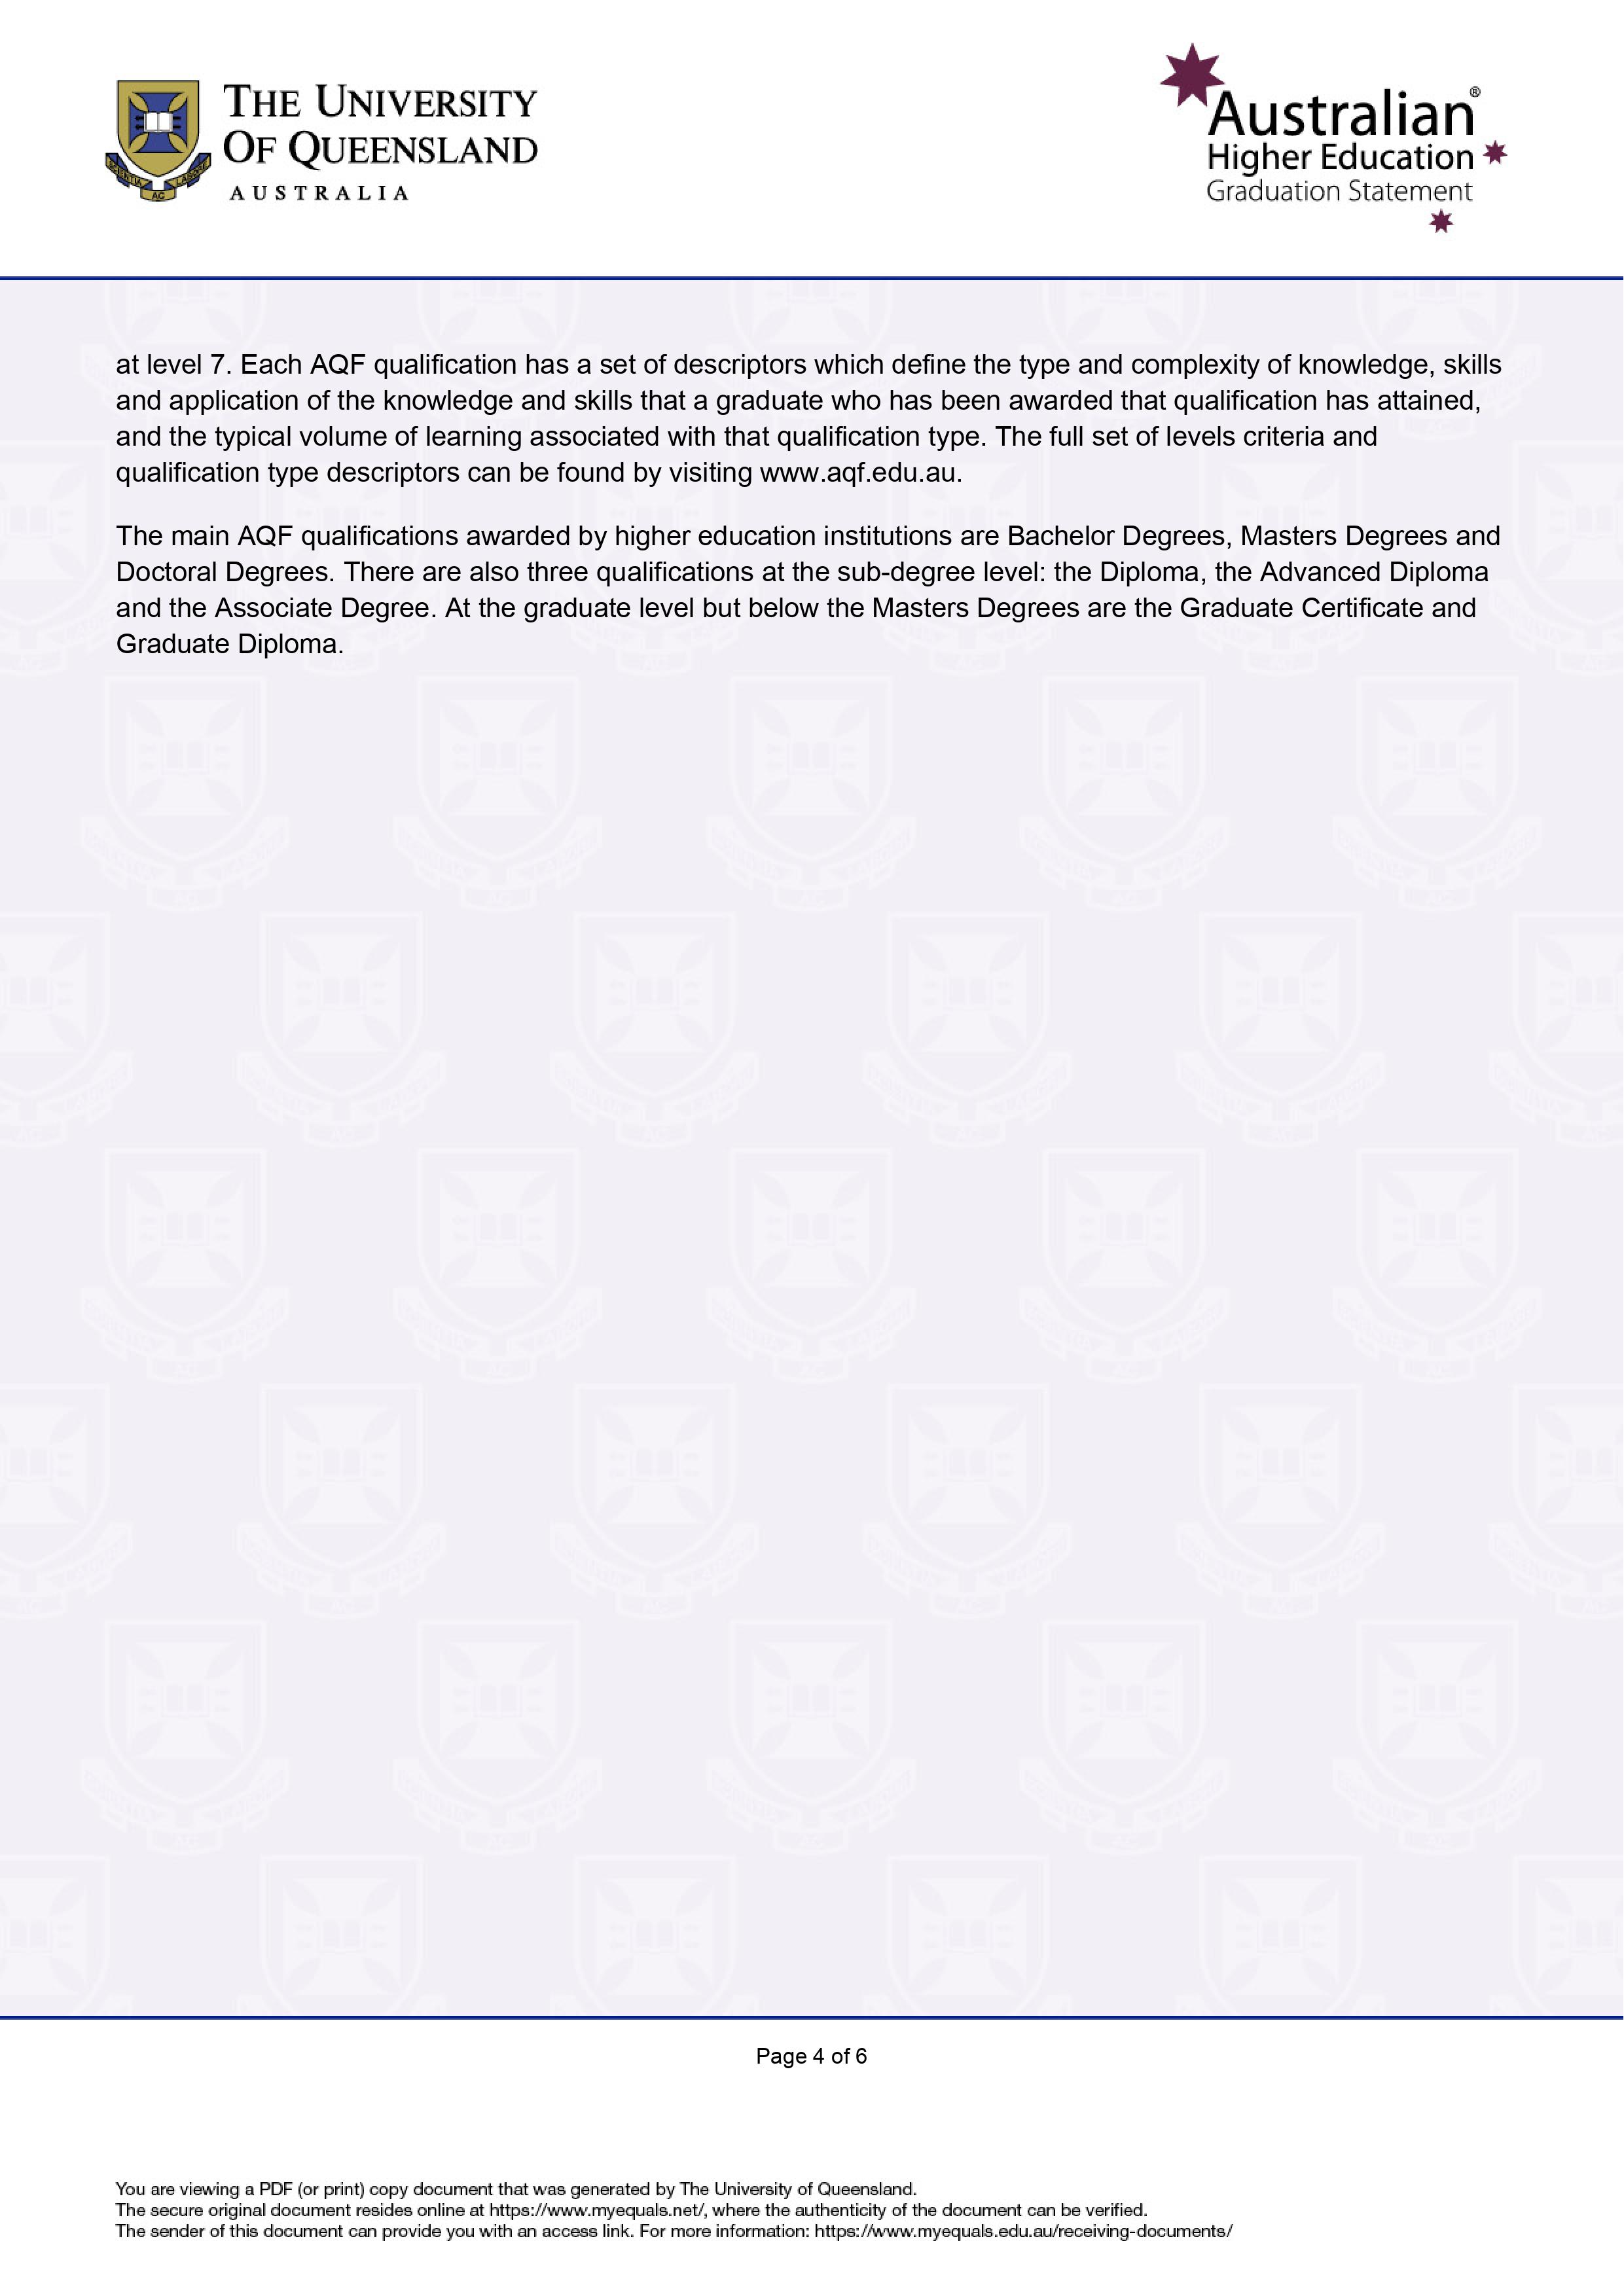 SCIENTIA AC LABORE
THE UNIVERSITY
OF QUEENSLAND
AUSTRALIA
Australian®
Higher Education
Graduation Statement
at level 7. Each AQF qualification has a set of descriptors which define the type and complexity of knowledge, skills
and application of the knowledge and skills that a graduate who has been awarded that qualification has attained,
and the typical volume of learning associated with that qualification type. The full set of levels criteria and
qualification type descriptors can be found by visiting www.aqf.edu.au.
The main AQF qualifications awarded by higher education institutions are Bachelor Degrees, Masters Degrees and
Doctoral Degrees. There are also three qualifications at the sub-degree level: the Diploma, the Advanced Diploma
and the Associate Degree. At the graduate level but below the Masters Degrees are the Graduate Certificate and
Graduate Diploma.
Page 4 of 6
You are viewing a PDF (or print) copy document that was generated by The University of Queensland.
The secure original document resides online at https://www.myequals.net/, where the authenticity of the document can be verified.
The sender of this document can provide you with an access link. For more information: https://www.myequals.edu.au/receiving-documents/